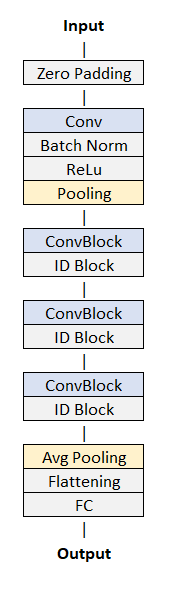 Input
Zero Padding
Conv
Batch Norm
ReLu
Pooling
ConvBlock
ID Block
ConvBlock
ID Block
ConvBlock
ID Block
Avg Pooling
Flattening
FC
Output